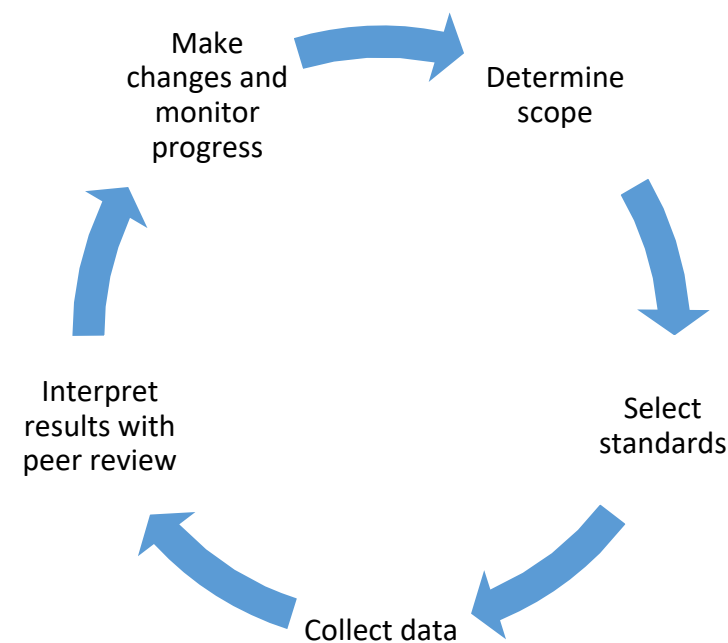 Make
changes and
monitor
progress
Determine
scope
Select
standards
Collect data
Interpret
results with
peer review